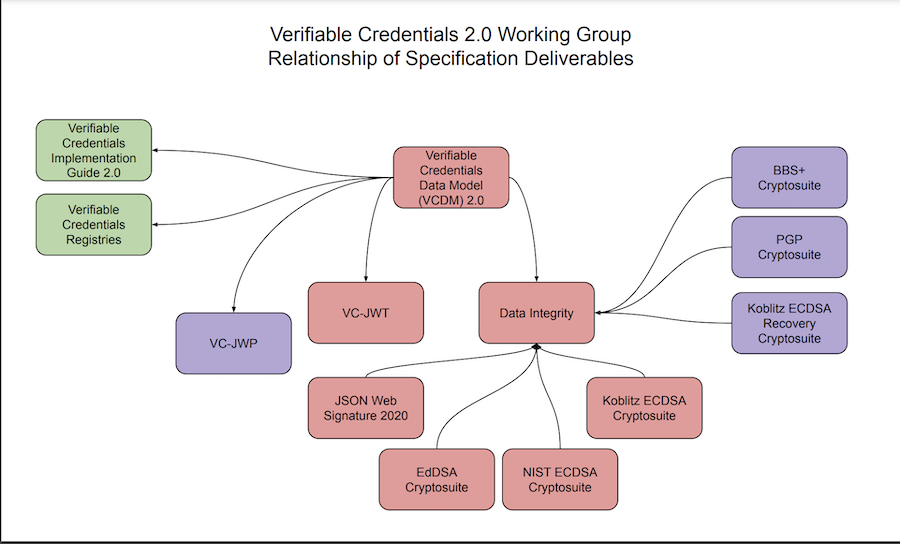 Verifiable Credentials 2.0 Working Group
Relationship of Specification Deliverables
Verifiable
Credentials
Implementation
Guide 2.0
Verifiable
Credentials
Registries
Verifiable
Credentials
Data Model
(VCDM) 2.0
BBS+
Cryptosuite
PGP
Cryptosuite
Koblitz ECDSA
Recovery
Cryptosuite
VC-JWP
VC-JWT
Data Integrity
JSON Web
Signature 2020
Koblitz ECDSA
Cryptosuite
EdDSA
Cryptosuite
NIST ECDSA
Cryptosuite